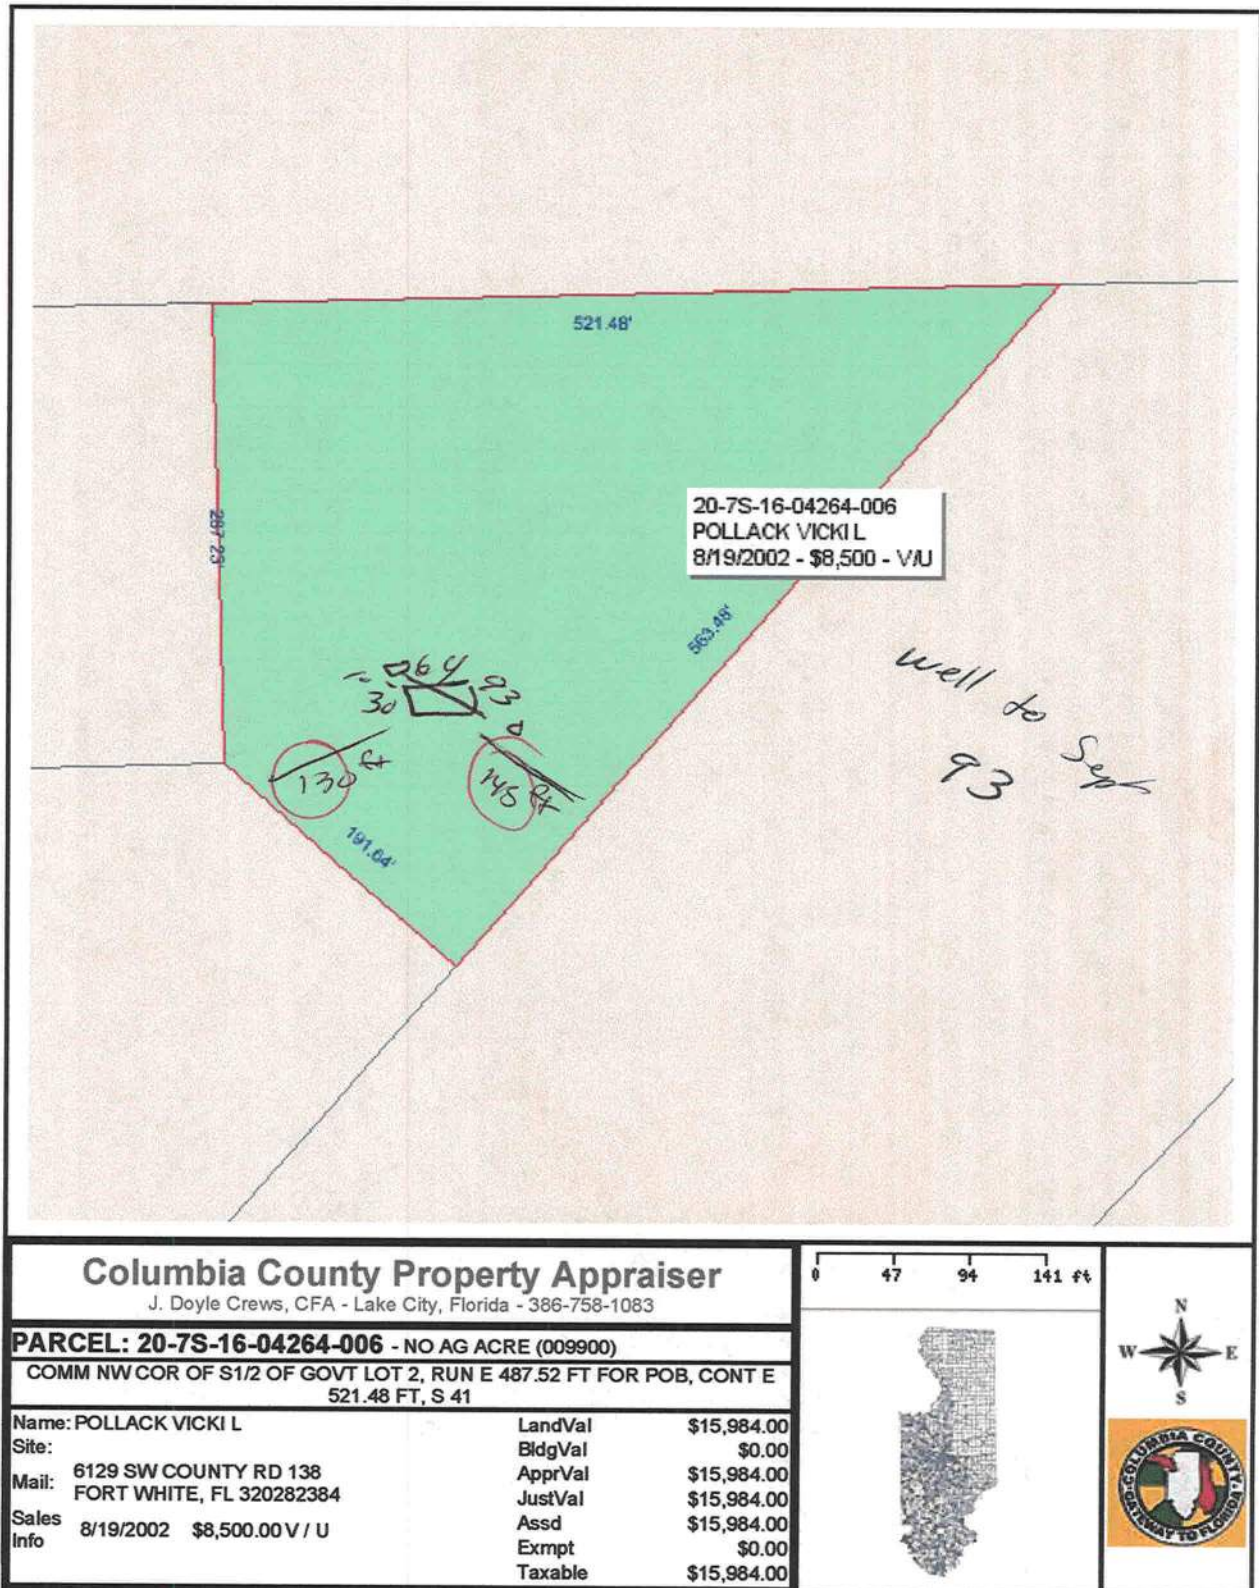 521.48'
287.23'
20-7S-16-04264-006
POLLACK VICKI L
8/19/2002 - $8,500 - V/U
563.48'
64
93
30
130 ft
145 ft
191.64'
well to Sept
93
Columbia County Property Appraiser
J. Doyle Crews, CFA - Lake City, Florida - 386-758-1083
PARCEL: 20-7S-16-04264-006 - NO AG ACRE (009900)
COMM NW COR OF S1/2 OF GOVT LOT 2, RUN E 487.52 FT FOR POB, CONT E
521.48 FT, S 41
Name: POLLACK VICKI L
Site:
Mail: 6129 SW COUNTY RD 138
FORT WHITE, FL 320282384
Sales Info 8/19/2002 $8,500.00 V / U
LandVal $15,984.00
BldgVal $0.00
ApprVal $15,984.00
JustVal $15,984.00
Assd $15,984.00
Exmpt $0.00
Taxable $15,984.00
0 47 94 141 ft
N
W E
S
COLUMBIA COUNTY
GATEWAY TO FLORIDA